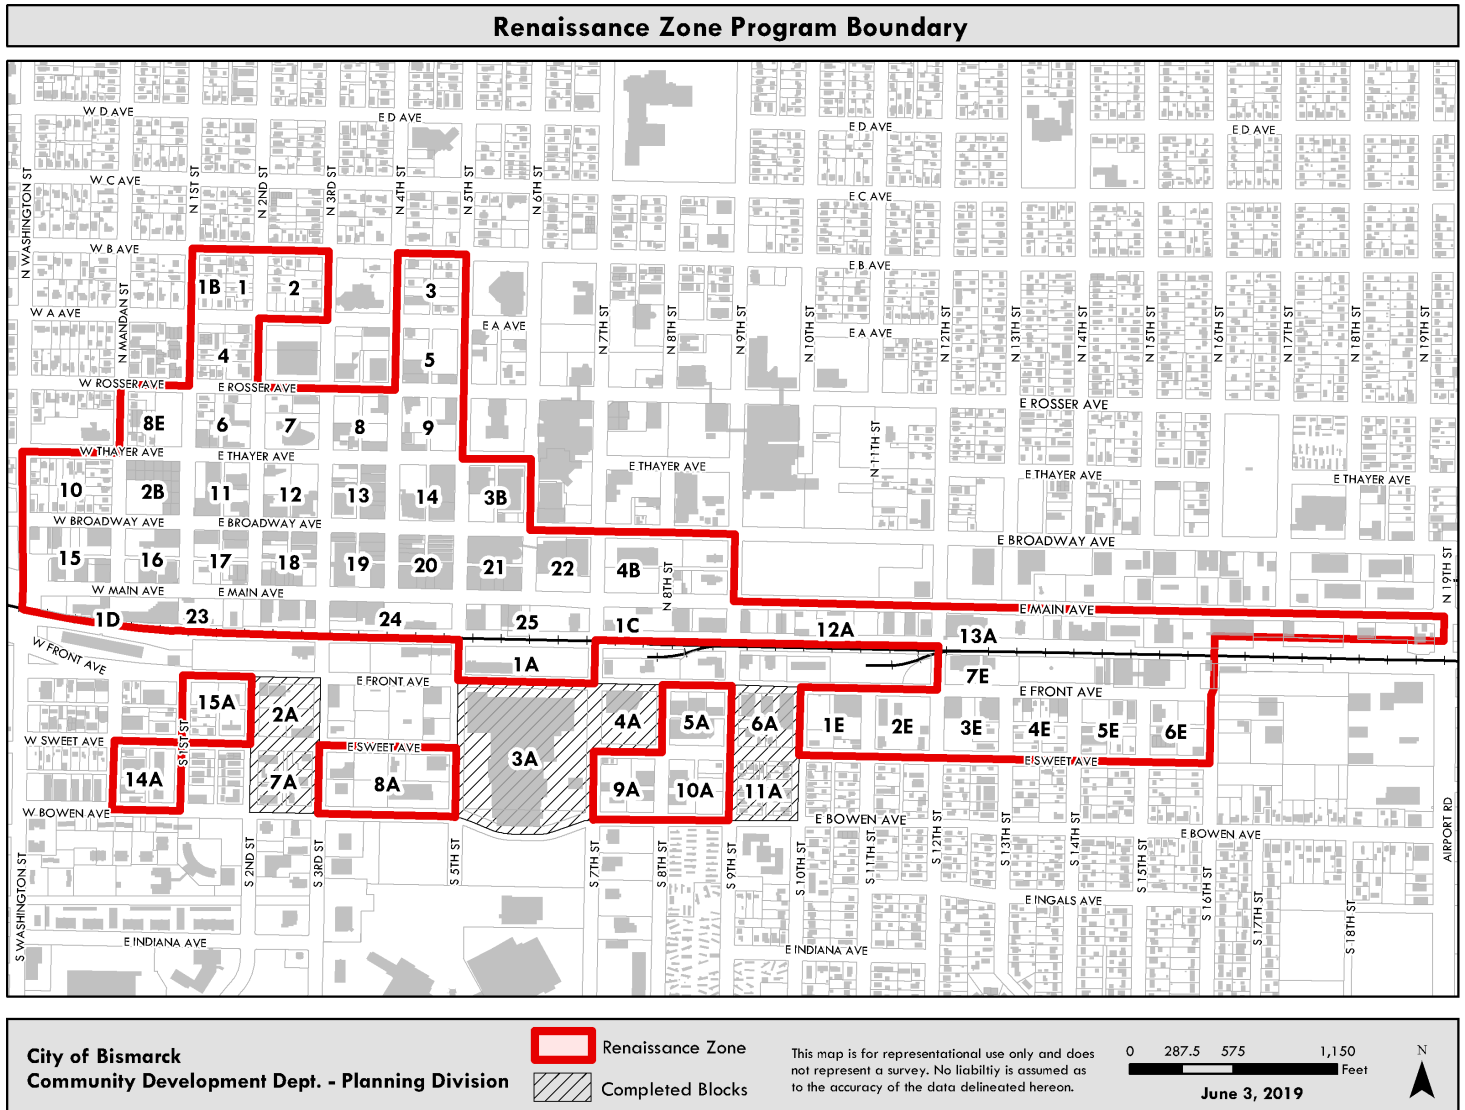 Renaissance Zone Program Boundary
W D AVE
E D AVE
E D AVE
E D AVE
W C AVE
E C AVE
W B AVE
E B AVE
W A AVE
E A AVE
E A AVE
N WASHINGTON ST
N MANDAN ST
N 1ST ST
N 2ND ST
N 3RD ST
N 4TH ST
N 5TH ST
N 6TH ST
N 7TH ST
N 8TH ST
N 9TH ST
N 10TH ST
N 11TH ST
N 12TH ST
N 13TH ST
N 14TH ST
N 15TH ST
N 16TH ST
N 17TH ST
N 18TH ST
N 19TH ST
1B 1 2 3
4 5
W ROSSER AVE
E ROSSER AVE
E ROSSER AVE
8E 6 7 8 9
W THAYER AVE
E THAYER AVE
E THAYER AVE
E THAYER AVE
E THAYER AVE
10 2B 11 12 13 14 3B
W BROADWAY AVE
E BROADWAY AVE
E BROADWAY AVE
15 16 17 18 19 20 21 22 4B
N 8TH ST
N 19TH ST
W MAIN AVE
E MAIN AVE
E MAIN AVE
1D 23 24 25 1C 12A 13A
W FRONT AVE
1A
7E
E FRONT AVE
E FRONT AVE
15A 2A 4A 5A 6A 1E 2E 3E 4E 5E 6E
W SWEET AVE
S 1ST ST
E SWEET AVE
E SWEET AVE
3A
14A 7A 8A 9A 10A 11A
W BOWEN AVE
E BOWEN AVE
E BOWEN AVE
S WASHINGTON ST
S 2ND ST
S 3RD ST
S 5TH ST
S 7TH ST
S 8TH ST
S 9TH ST
S 10TH ST
S 11TH ST
S 12TH ST
S 13TH ST
S 14TH ST
S 15TH ST
S 16TH ST
S 17TH ST
S 18TH ST
AIRPORT RD
E INGALS AVE
E INDIANA AVE
E INDIANA AVE
City of Bismarck
Community Development Dept. - Planning Division
Renaissance Zone
Completed Blocks
This map is for representational use only and does
not represent a survey. No liabiltiy is assumed as
to the accuracy of the data delineated hereon.
0 287.5 575 1,150
Feet
June 3, 2019
N